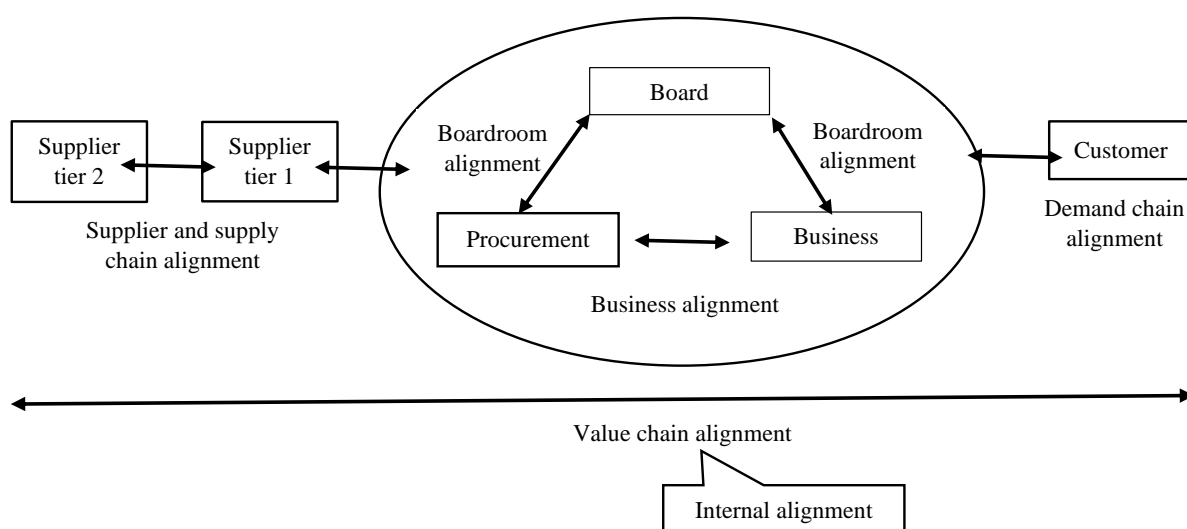 Board
Boardroom
alignment
Boardroom
alignment
Supplier
tier 2
Supplier
tier 1
Customer
Procurement
Business
Supplier and supply
chain alignment
Demand chain
alignment
Business alignment
Value chain alignment
Internal alignment